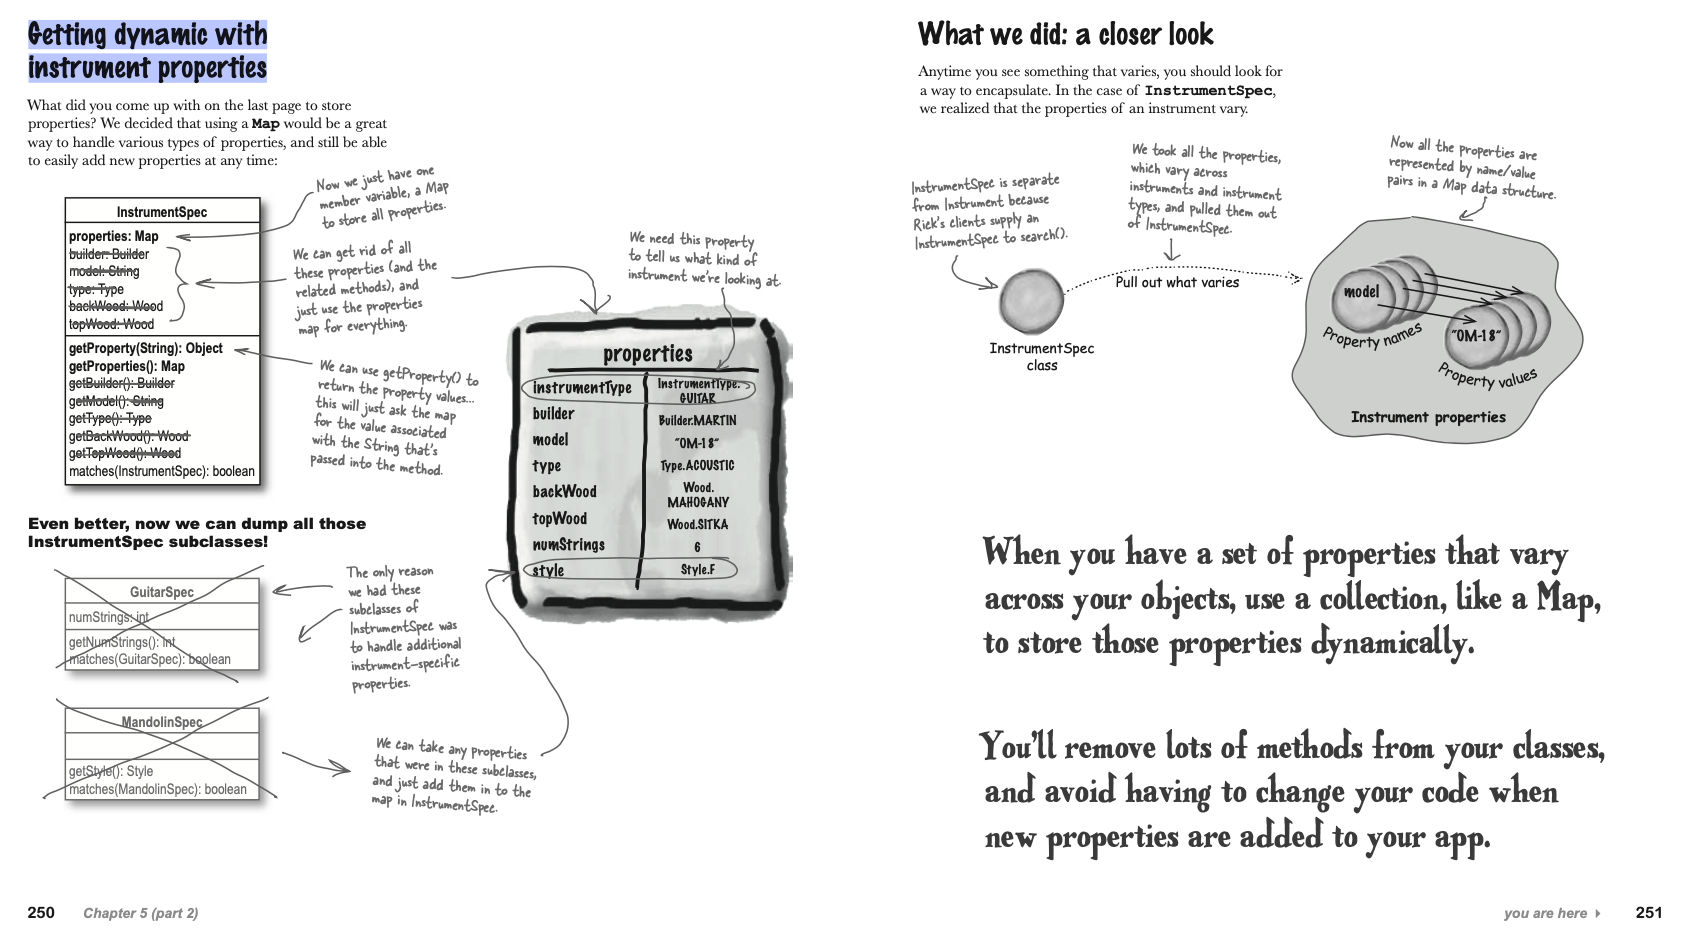 Getting dynamic with
instrument properties
What did you come up with on the last page to store
properties? We decided that using a Map would be a great
way to handle various types of properties, and still be able
to easily add new properties at any time:
InstrumentSpec
properties: Map
builder: Builder
model: String
type: Type
backWood: Wood
topWood: Wood
getProperty(String): Object
getProperties(): Map
getBuilder(): Builder
getModel(): String
getType(): Type
getBackWood(): Wood
getTopWood(): Wood
matches(InstrumentSpec): boolean
Now we just have one
member variable, a Map
to store all properties.
We can get rid of all
these properties (and the
related methods), and
just use the properties
map for everything.
We can use getProperty() to
return the property values...
this will just ask the map
for the value associated
with the String that's
passed into the method.
We need this property
to tell us what kind of
instrument we're looking at.
properties
instrumentType
InstrumentType.
GUITAR
builder
Builder.MARTIN
model
"OM-18"
type
Type.ACOUSTIC
backWood
Wood.
MAHOGANY
topWood
Wood.SITKA
numStrings
6
style
Style.F
Even better, now we can dump all those
InstrumentSpec subclasses!
GuitarSpec
numStrings: int
getNumStrings(): int
matches(GuitarSpec): boolean
MandolinSpec
getStyle(): Style
matches(MandolinSpec): boolean
The only reason
we had these
subclasses of
InstrumentSpec was
to handle additional
instrument-specific
properties.
We can take any properties
that were in these subclasses,
and just add them in to the
map in InstrumentSpec.
250 Chapter 5 (part 2)
What we did: a closer look
Anytime you see something that varies, you should look for
a way to encapsulate. In the case of InstrumentSpec,
we realized that the properties of an instrument vary.
InstrumentSpec is separate
from Instrument because
Rick's clients supply an
InstrumentSpec to search().
We took all the properties,
which vary across
instruments and instrument
types, and pulled them out
of InstrumentSpec.
Now all the properties are
represented by name/value
pairs in a Map data structure.
InstrumentSpec
class
Pull out what varies
model
Property names
"OM-18"
Property values
Instrument properties
When you have a set of properties that vary
across your objects, use a collection, like a Map,
to store those properties dynamically.
You'll remove lots of methods from your classes,
and avoid having to change your code when
new properties are added to your app.
you are here 251